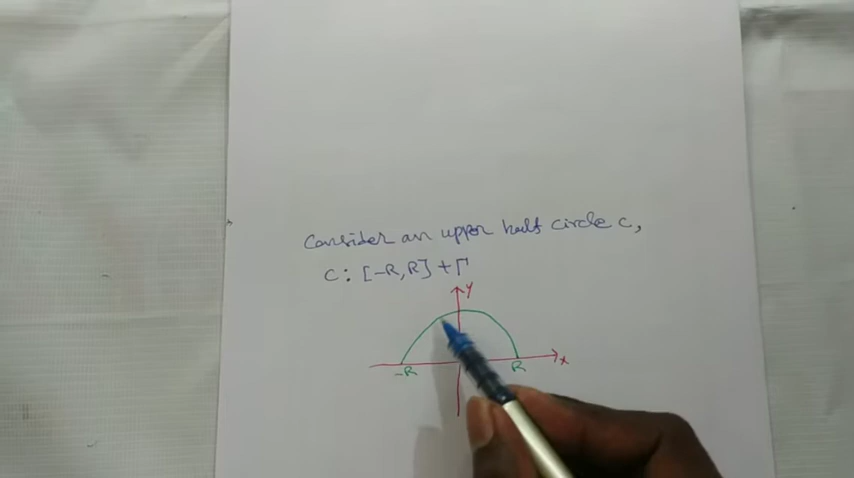 Consider an upper half circle C,
C: [-R, R] + Γ
y
x
-R
R